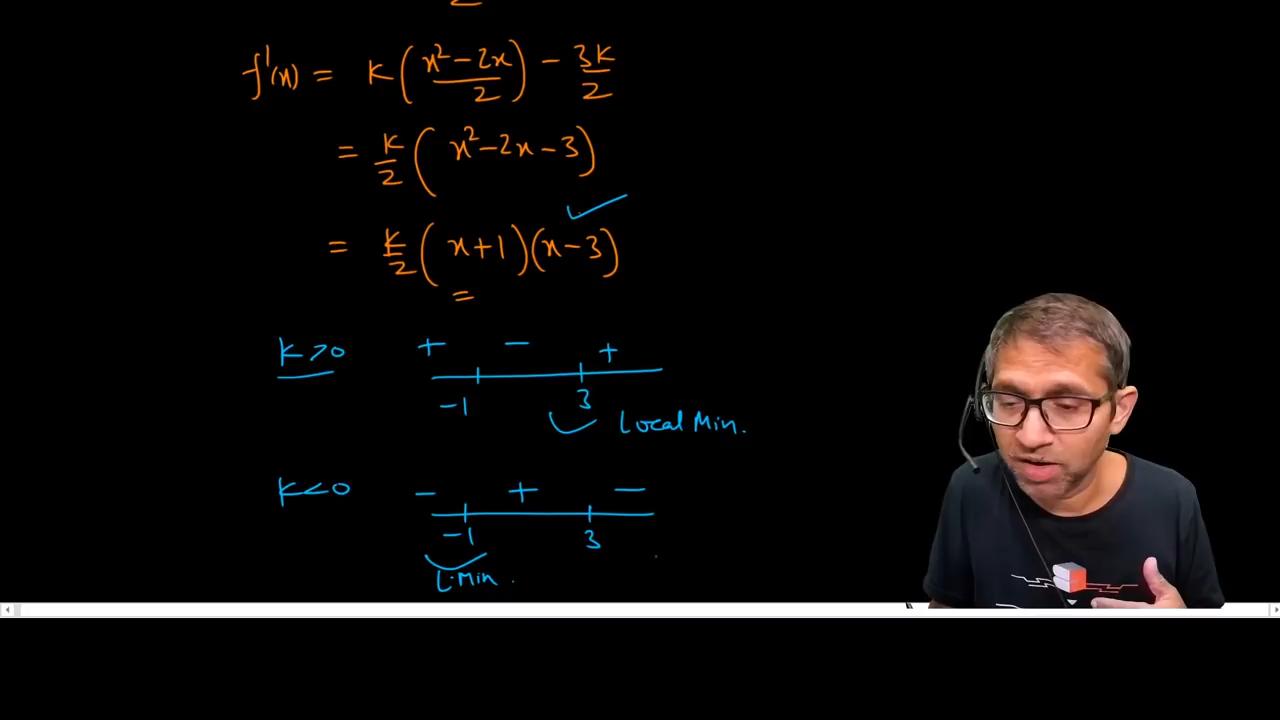 f'(x) = K((x²-2x)/2) - 3K/2
= K/2(x²-2x-3)
= K/2(x+1)(x-3)
K>0 + - +
-1 3
Local Min.
K<0 - + -
-1 3
L.Min.